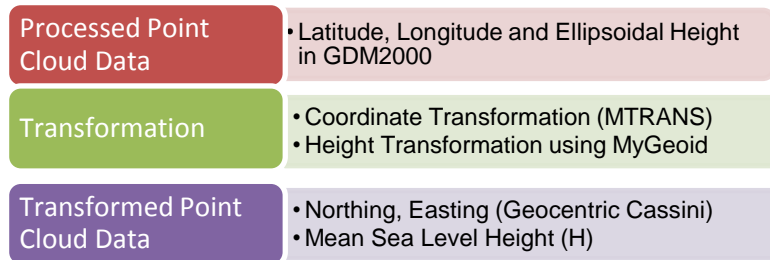 Processed Point
Cloud Data
• Latitude, Longitude and Ellipsoidal Height
in GDM2000
Transformation
• Coordinate Transformation (MTRANS)
• Height Transformation using MyGeoid
Transformed Point
Cloud Data
• Northing, Easting (Geocentric Cassini)
• Mean Sea Level Height (H)